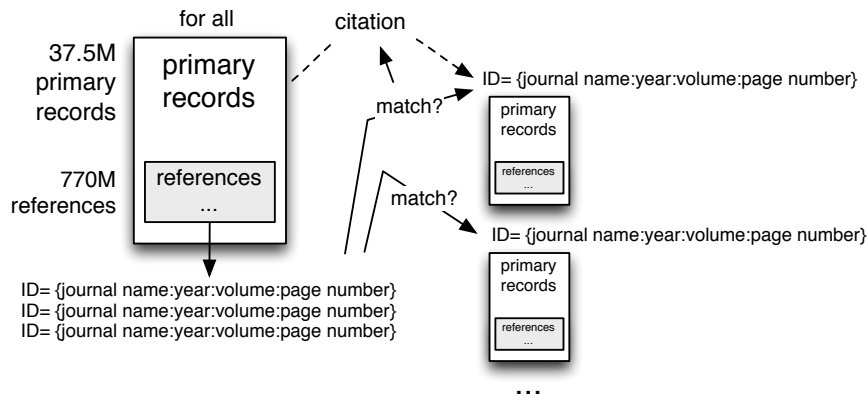 for all
37.5M
primary
records
primary
records
770M
references
references
...
ID= {journal name:year:volume:page number}
ID= {journal name:year:volume:page number}
ID= {journal name:year:volume:page number}
citation
match?
match?
ID= {journal name:year:volume:page number}
primary
records
references
...
ID= {journal name:year:volume:page number}
primary
records
references
...
...